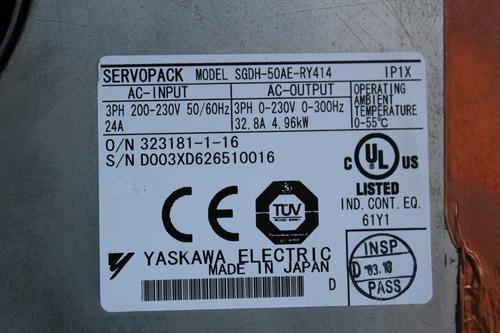 SERVOPACK MODEL SGDH-50AE-RY414 IP1X
AC-INPUT AC-OUTPUT OPERATING AMBIENT TEMPERATURE
3PH 200-230V 50/60Hz 3PH 0-230V 0-300Hz 0-55°C
24A 32.8A 4.96kW
O/N 323181-1-16
S/N D003XD626510016
C UL US
LISTED
IND. CONT. EQ.
61Y1
CE TÜV
YASKAWA ELECTRIC
MADE IN JAPAN
D
INSP
D '03.10
PASS